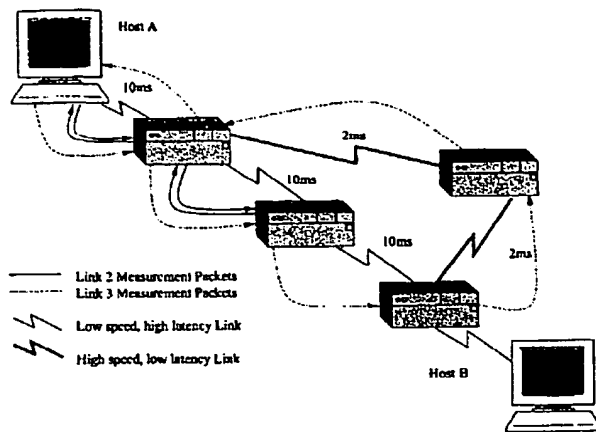 Host A
10ms
2ms
10ms
10ms
2ms
Link 2 Measurement Packets
Link 3 Measurement Packets
Low speed, high latency Link
High speed, low latency Link
Host B